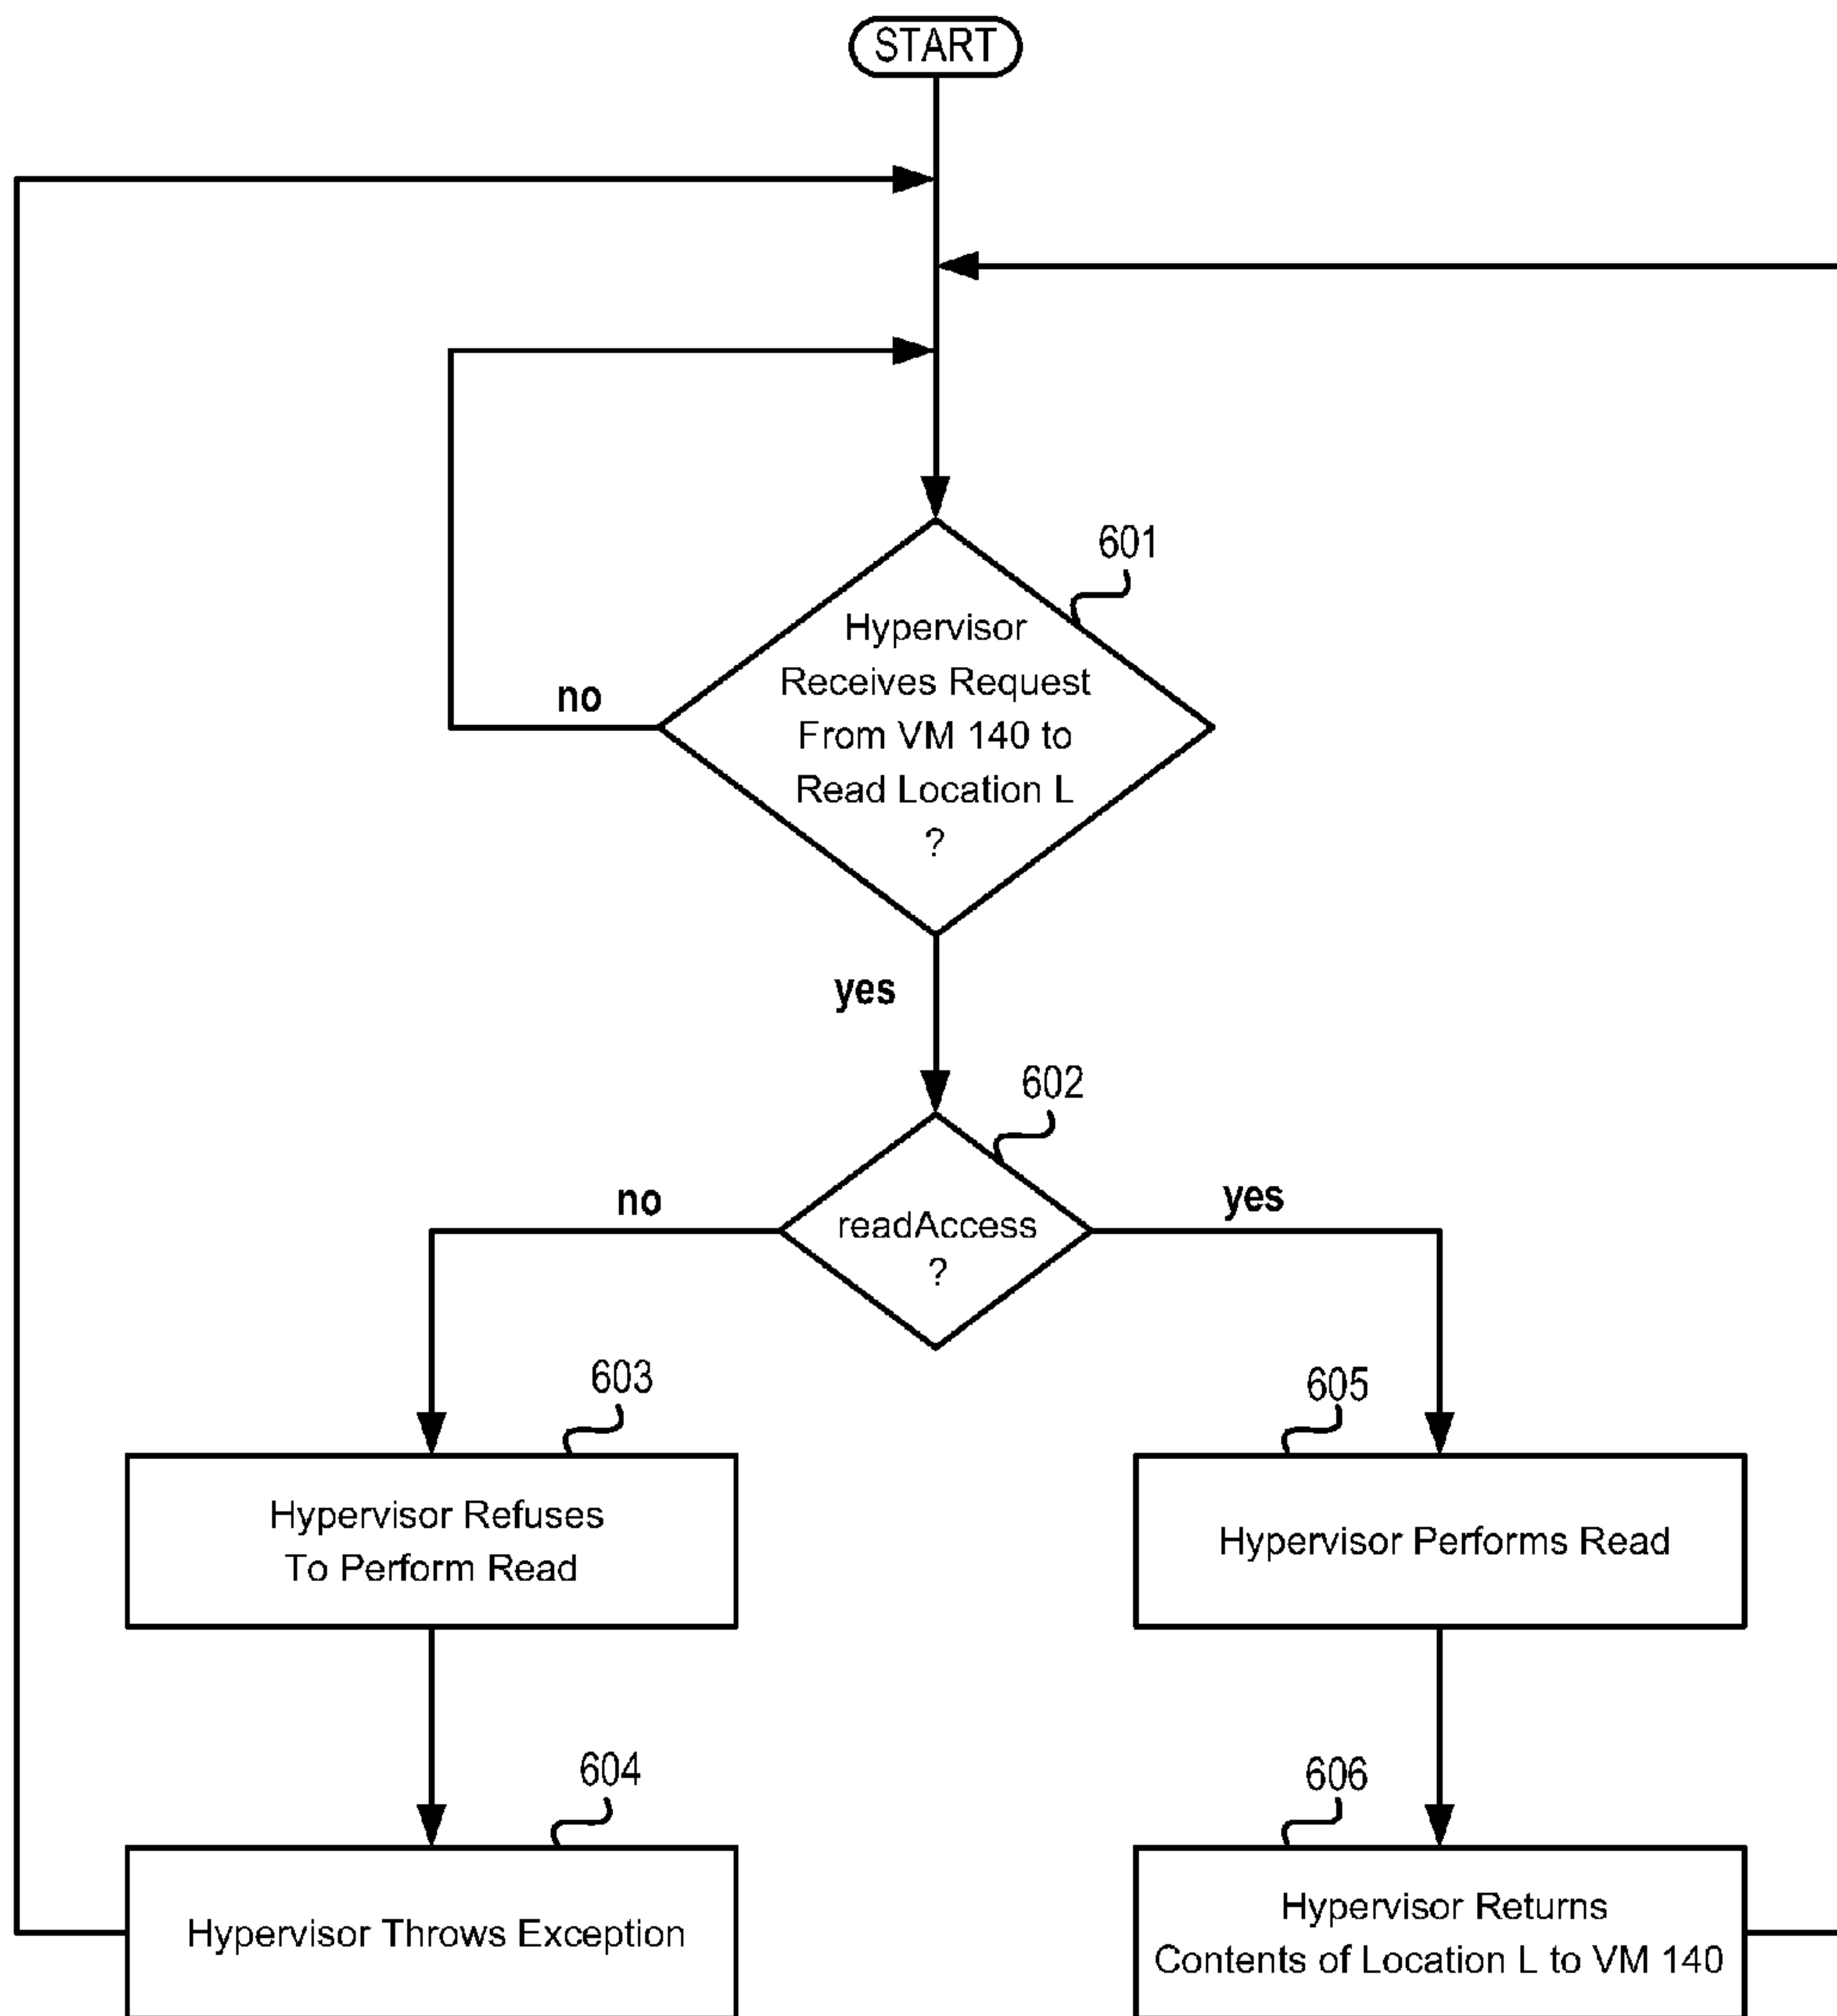 START
601
Hypervisor
Receives Request
From VM 140 to
Read Location L
?
no
yes
602
readAccess
?
no
yes
603
Hypervisor Refuses
To Perform Read
605
Hypervisor Performs Read
604
Hypervisor Throws Exception
606
Hypervisor Returns
Contents of Location L to VM 140